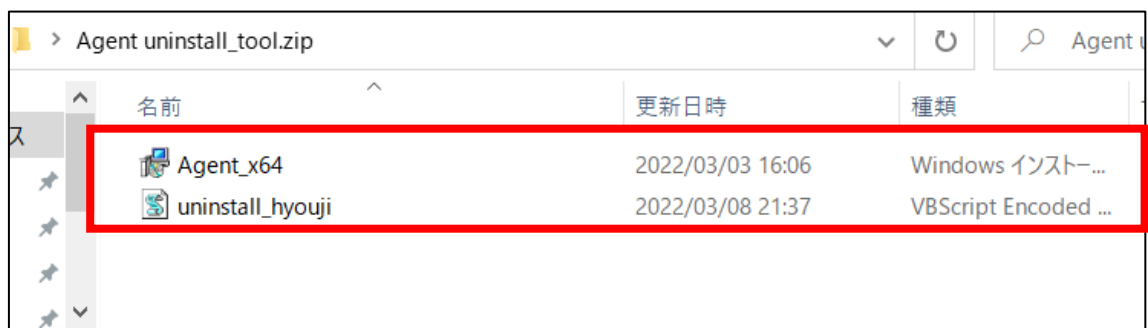 Agent uninstall_tool.zip
Agent
名前 更新日時 種類
ス
Agent_x64 2022/03/03 16:06 Windows インストー...
uninstall_hyouji 2022/03/08 21:37 VBScript Encoded ...